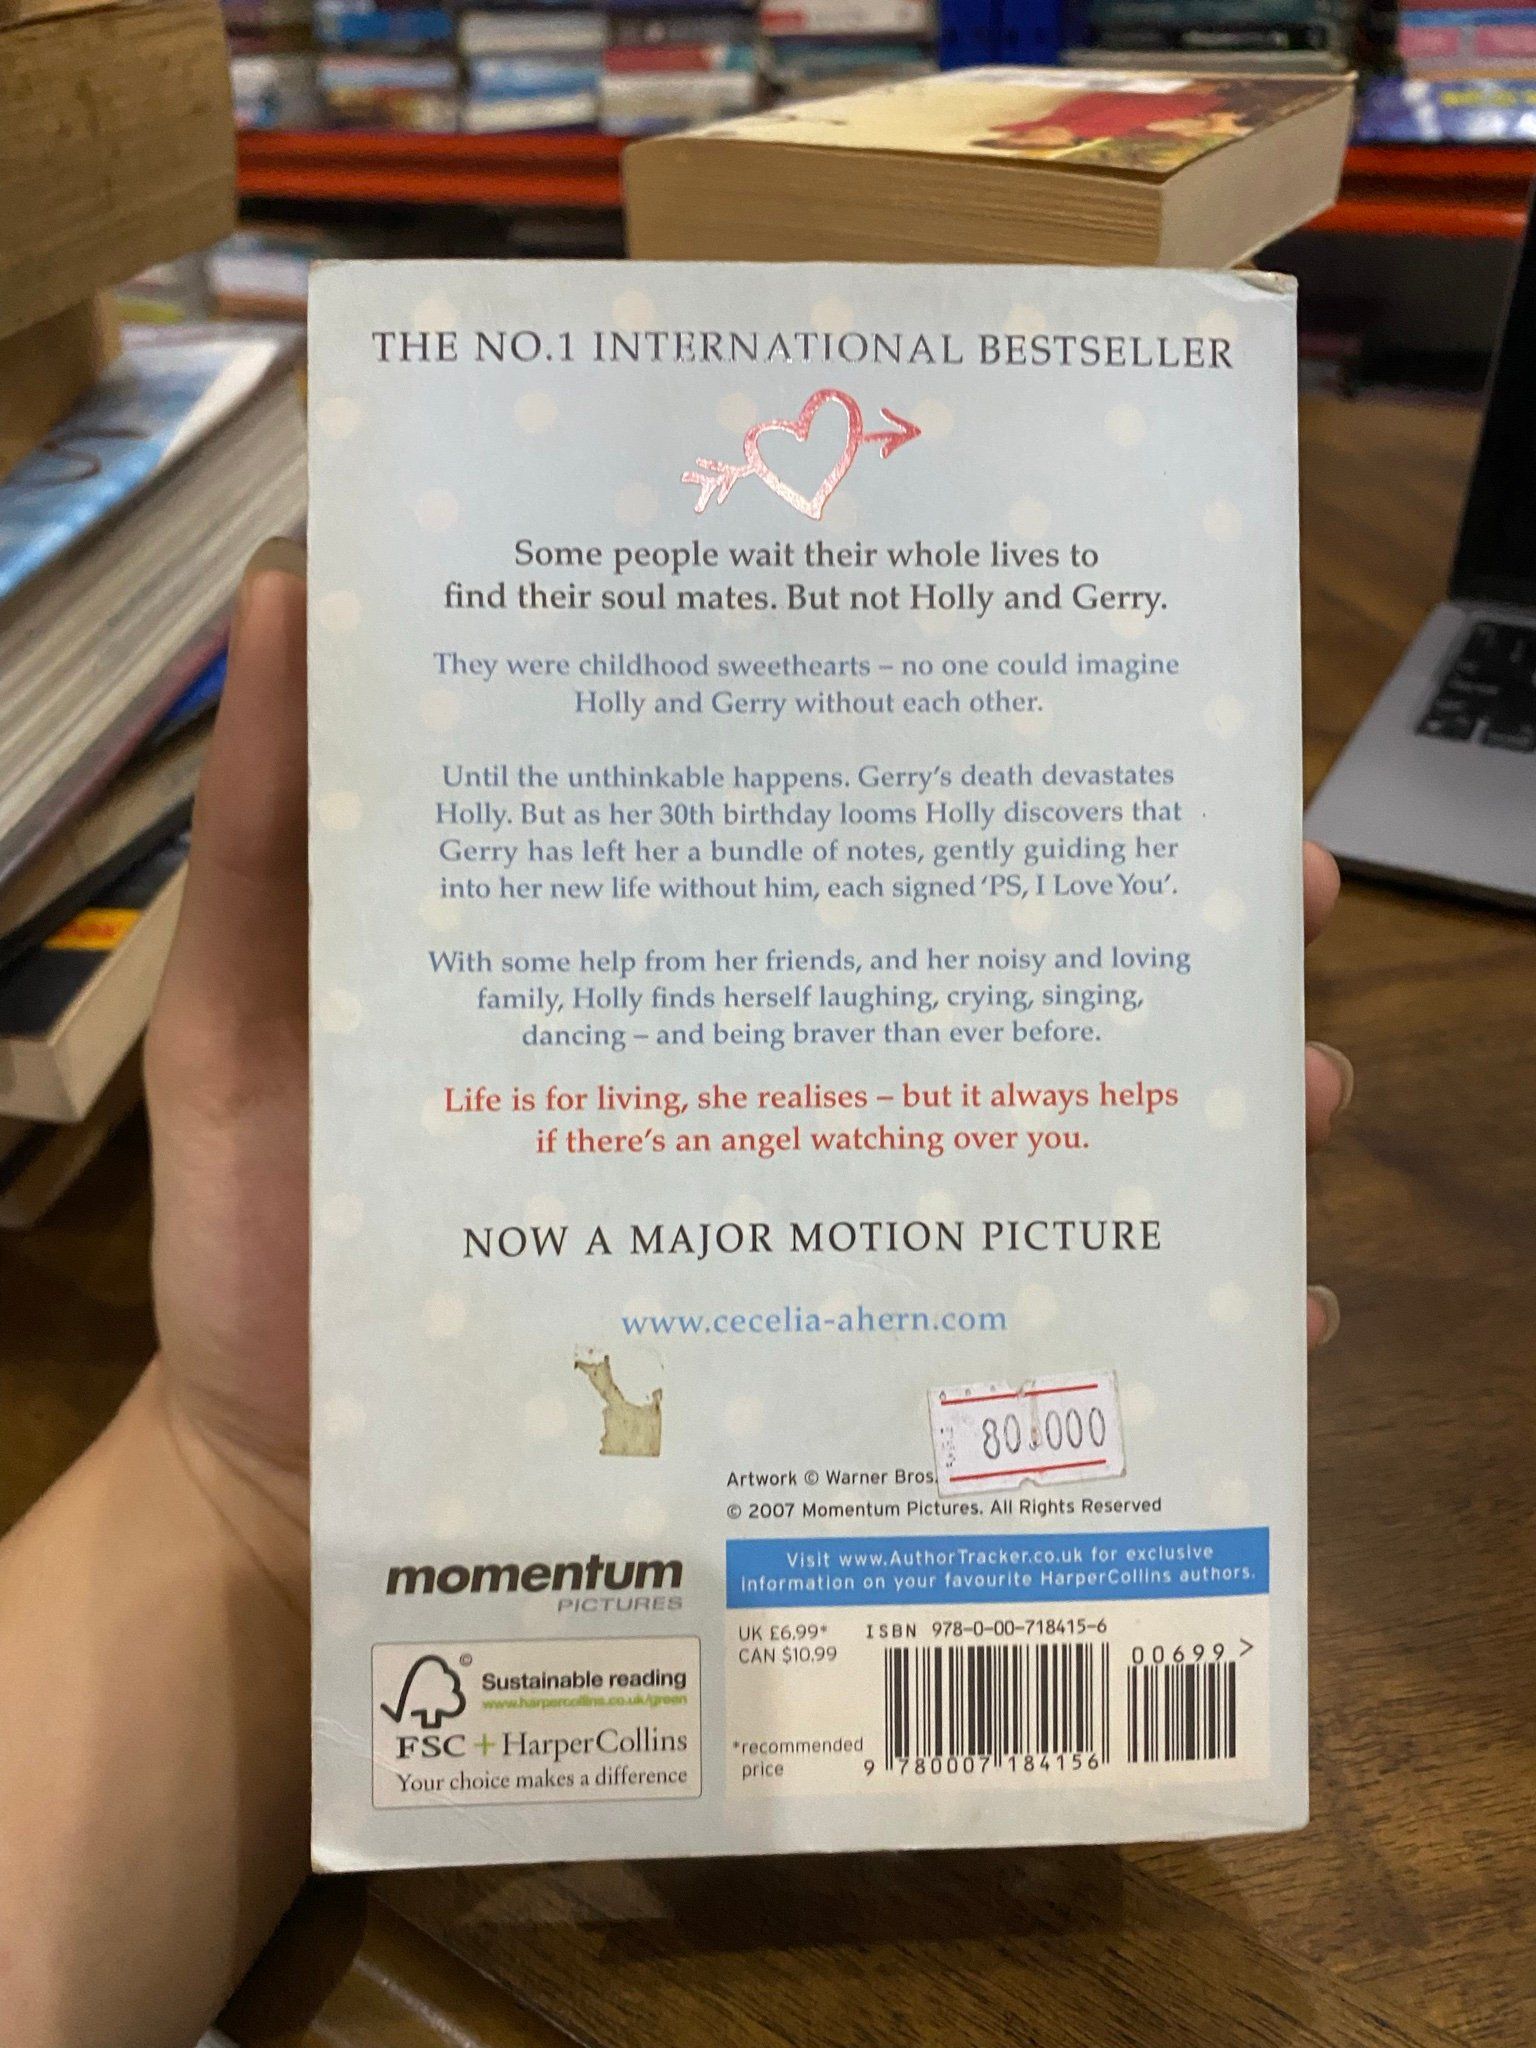 THE NO.1 INTERNATIONAL BESTSELLER
Some people wait their whole lives to
find their soul mates. But not Holly and Gerry.
They were childhood sweethearts – no one could imagine
Holly and Gerry without each other.
Until the unthinkable happens. Gerry's death devastates
Holly. But as her 30th birthday looms Holly discovers that
Gerry has left her a bundle of notes, gently guiding her
into her new life without him, each signed 'PS, I Love You'.
With some help from her friends, and her noisy and loving
family, Holly finds herself laughing, crying, singing,
dancing – and being braver than ever before.
Life is for living, she realises – but it always helps
if there's an angel watching over you.
NOW A MAJOR MOTION PICTURE
www.cecelia-ahern.com
80.000
Artwork © Warner Bros.
© 2007 Momentum Pictures. All Rights Reserved
momentum
PICTURES
Visit www.AuthorTracker.co.uk for exclusive
information on your favourite HarperCollins authors.
UK £6.99*
CAN $10.99
*recommended
price
ISBN 978-0-00-718415-6
00699 >
9 780007 184156
© Sustainable reading
www.harpercollins.co.uk/green
FSC + HarperCollins
Your choice makes a difference